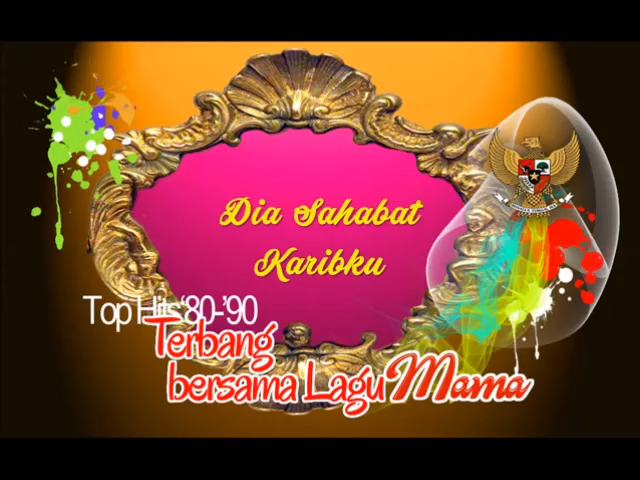 Dia Sahabat
Karibku
Top Hits '80-'90
Terbang
bersama Lagu Mama